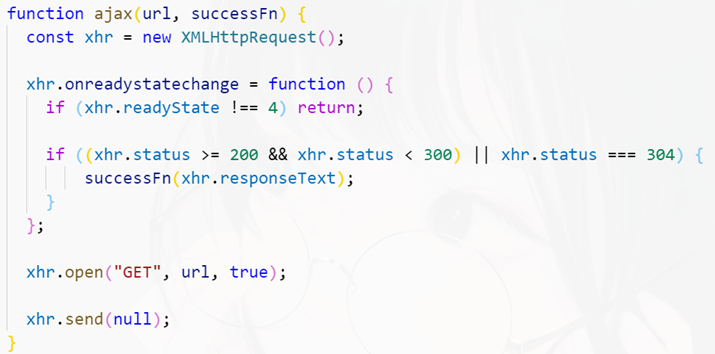 function ajax(url, successFn) {
  const xhr = new XMLHttpRequest();

  xhr.onreadystatechange = function () {
    if (xhr.readyState !== 4) return;

    if ((xhr.status >= 200 && xhr.status < 300) || xhr.status === 304) {
        successFn(xhr.responseText);
    }
  };

  xhr.open("GET", url, true);

  xhr.send(null);
}